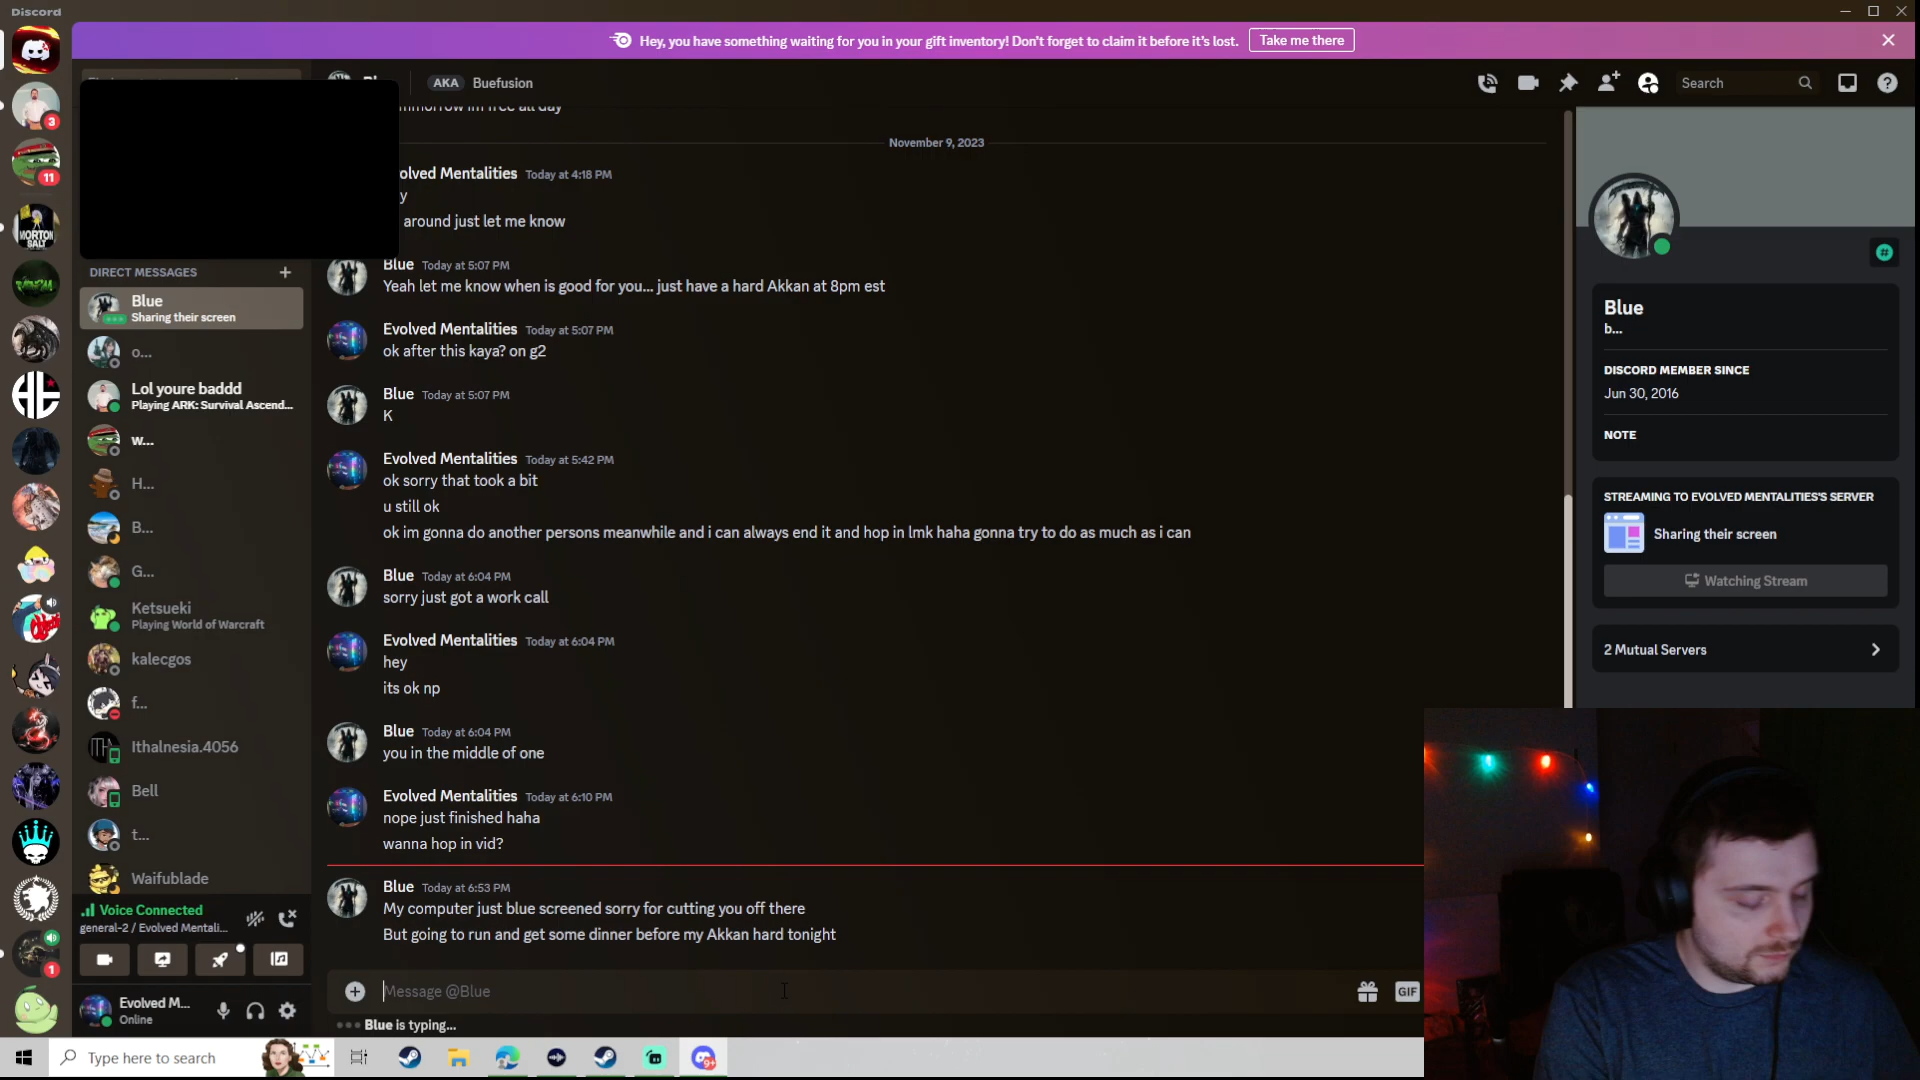 Discord
Hey, you have something waiting for you in your gift inventory! Don't forget to claim it before it's lost.
Take me there
3
11
MORTON
SALT
1
DIRECT MESSAGES
Blue
Sharing their screen
o...
Lol youre baddd
Playing ARK: Survival Ascend...
w...
H...
B...
G...
Ketsueki
Playing World of Warcraft
kalecgos
f...
Ithalnesia.4056
Bell
t...
Waifublade
Voice Connected
general-2 / Evolved Mentali...
Evolved M...
Online
AKA
Buefusion
Search
November 9, 2023
olved Mentalities Today at 4:18 PM
y
around just let me know
Blue Today at 5:07 PM
Yeah let me know when is good for you... just have a hard Akkan at 8pm est
Evolved Mentalities Today at 5:07 PM
ok after this kaya? on g2
Blue Today at 5:07 PM
K
Evolved Mentalities Today at 5:42 PM
ok sorry that took a bit
u still ok
ok im gonna do another persons meanwhile and i can always end it and hop in lmk haha gonna try to do as much as i can
Blue Today at 6:04 PM
sorry just got a work call
Evolved Mentalities Today at 6:04 PM
hey
its ok np
Blue Today at 6:04 PM
you in the middle of one
Evolved Mentalities Today at 6:10 PM
nope just finished haha
wanna hop in vid?
Blue Today at 6:53 PM
My computer just blue screened sorry for cutting you off there
But going to run and get some dinner before my Akkan hard tonight
Message @Blue
GIF
Blue is typing...
Blue
b...
DISCORD MEMBER SINCE
Jun 30, 2016
NOTE
STREAMING TO EVOLVED MENTALITIES'S SERVER
Sharing their screen
Watching Stream
2 Mutual Servers
Type here to search
9+